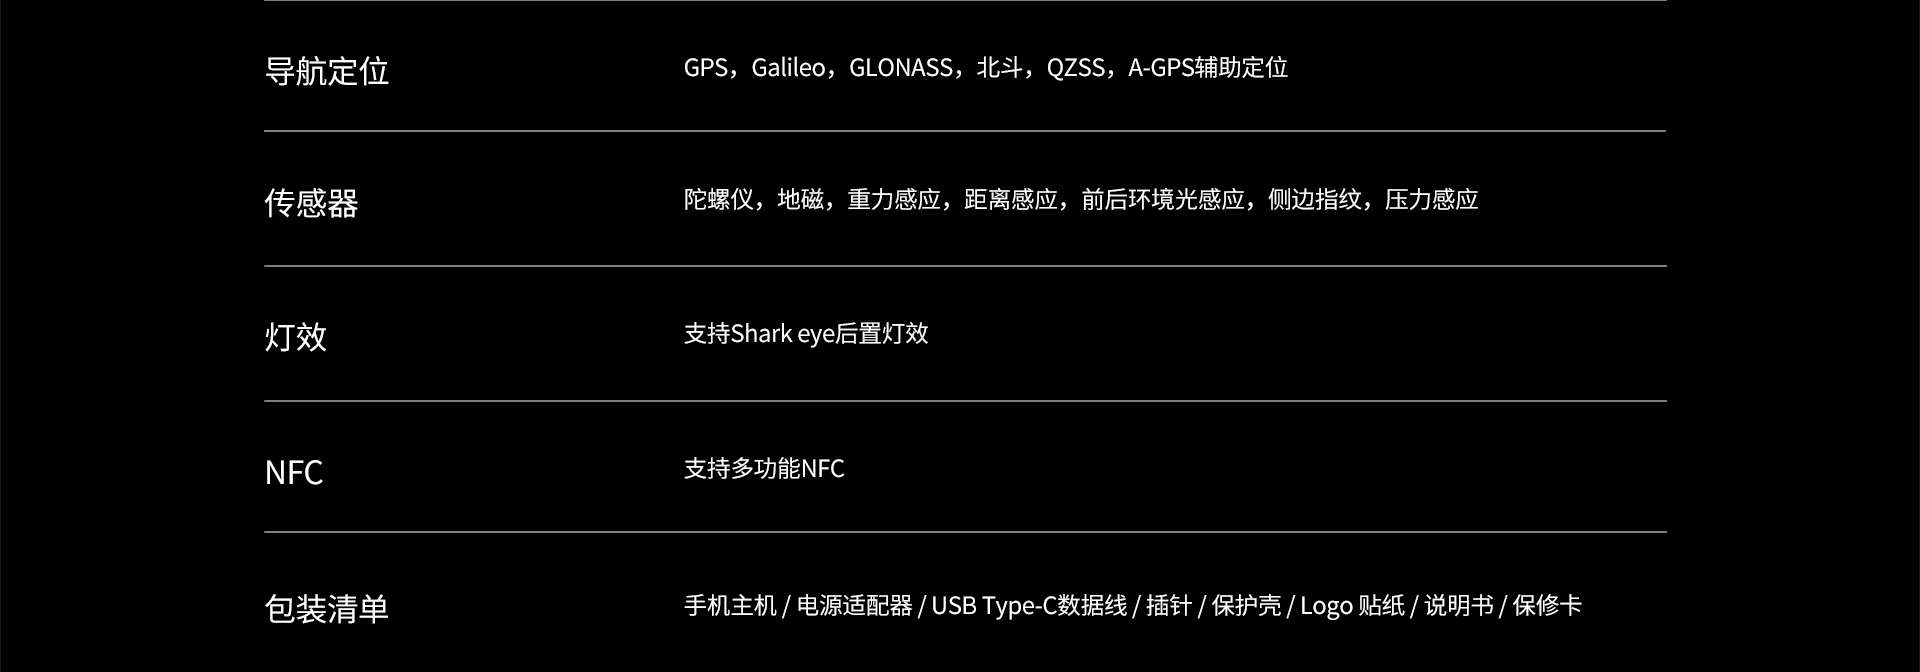 导航定位
GPS，Galileo，GLONASS，北斗，QZSS，A-GPS辅助定位
传感器
陀螺仪，地磁，重力感应，距离感应，前后环境光感应，侧边指纹，压力感应
灯效
支持Shark eye后置灯效
NFC
支持多功能NFC
包装清单
手机主机 / 电源适配器 / USB Type-C数据线 / 插针 / 保护壳 / Logo 贴纸 / 说明书 / 保修卡